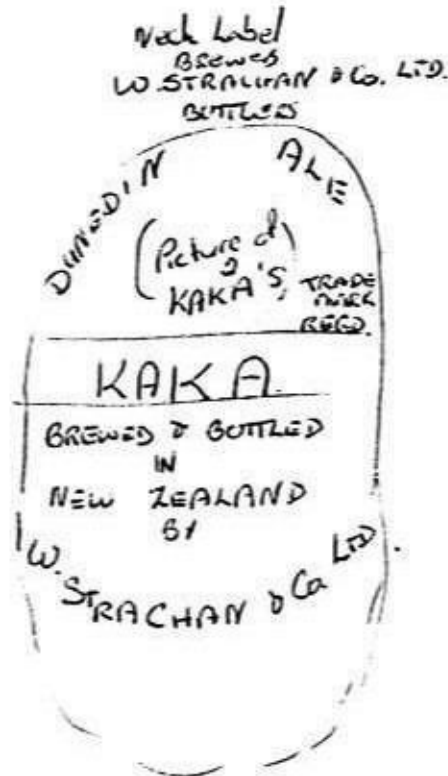 Neck Label
BREWED
W. STRACHAN & Co. LTD.
BOTTLED
DUNEDIN ALE
(Picture of
2
KAKA'S)
TRADE
MARK
REGD.
KAKA
BREWED & BOTTLED
IN
NEW ZEALAND
BY
W. STRACHAN & Co LTD.